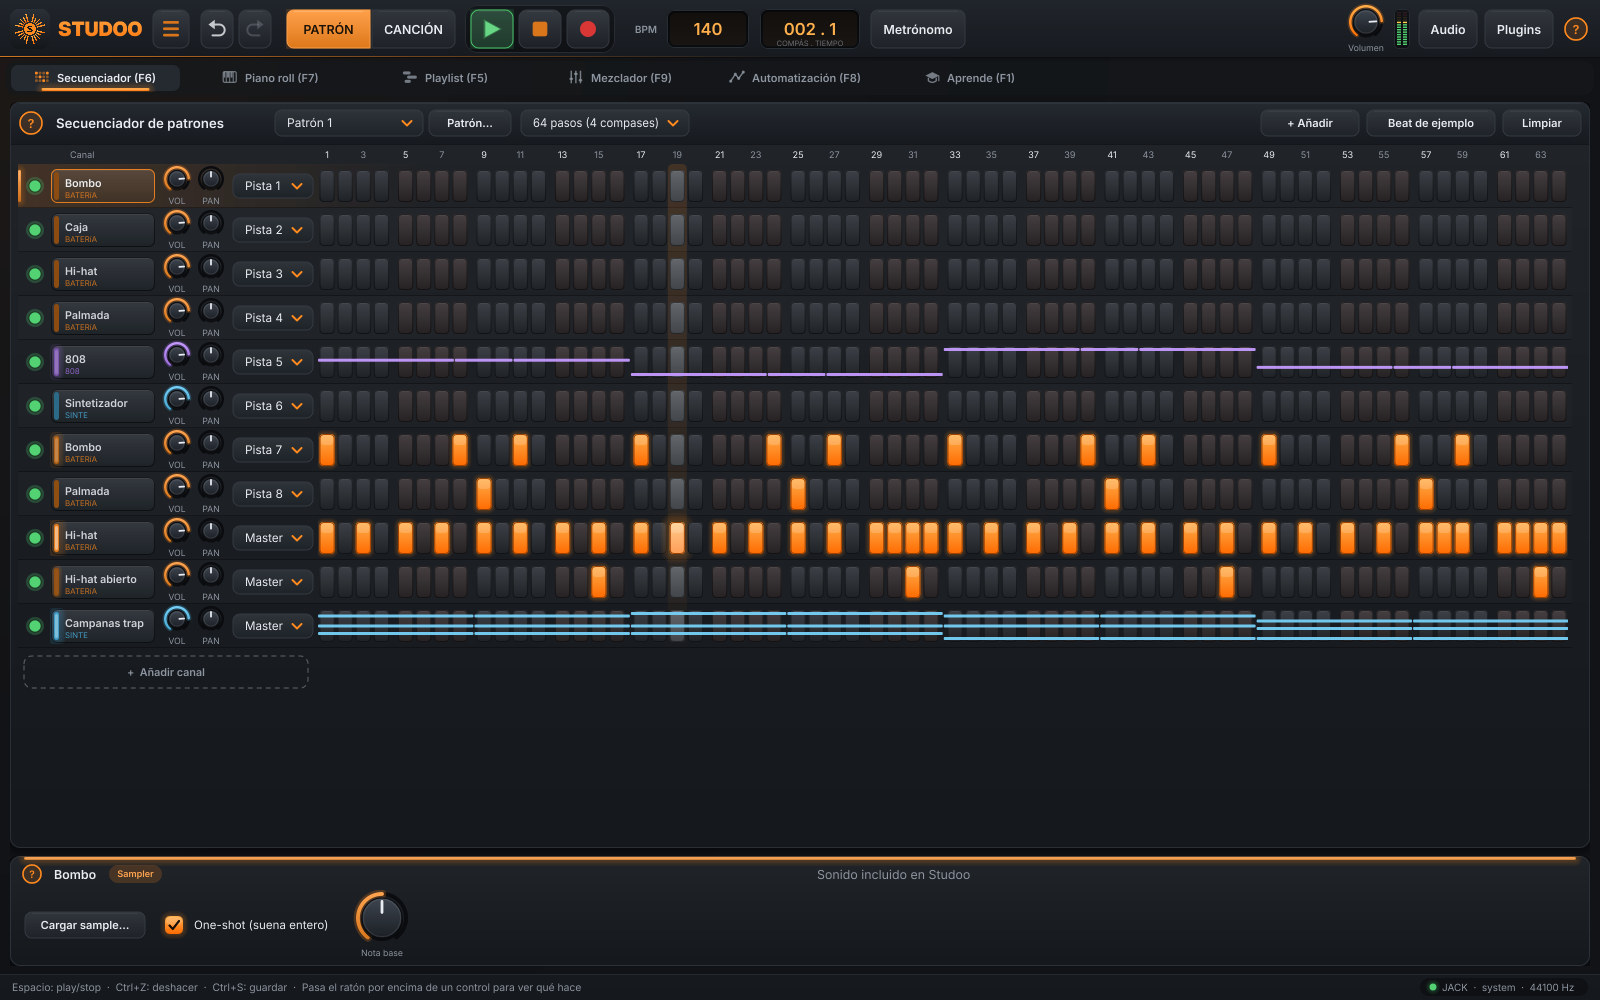 STUDOO
PATRÓN CANCIÓN BPM 140 002 . 1 COMPÁS . TIEMPO Metrónomo Volumen Audio Plugins ?
Secuenciador (F6) Piano roll (F7) Playlist (F5) Mezclador (F9) Automatización (F8) Aprende (F1)
? Secuenciador de patrones Patrón 1 Patrón... 64 pasos (4 compases) + Añadir Beat de ejemplo Limpiar
Canal 1 3 5 7 9 11 13 15 17 19 21 23 25 27 29 31 33 35 37 39 41 43 45 47 49 51 53 55 57 59 61 63
Bombo BATERIA VOL PAN Pista 1
Caja BATERIA VOL PAN Pista 2
Hi-hat BATERIA VOL PAN Pista 3
Palmada BATERIA VOL PAN Pista 4
808 808 VOL PAN Pista 5
Sintetizador SINTE VOL PAN Pista 6
Bombo BATERIA VOL PAN Pista 7
Palmada BATERIA VOL PAN Pista 8
Hi-hat BATERIA VOL PAN Master
Hi-hat abierto BATERIA VOL PAN Master
Campanas trap SINTE VOL PAN Master
+ Añadir canal
? Bombo Sampler Sonido incluido en Studoo
Cargar sample... One-shot (suena entero) Nota base
Espacio: play/stop · Ctrl+Z: deshacer · Ctrl+S: guardar · Pasa el ratón por encima de un control para ver qué hace JACK · system · 44100 Hz